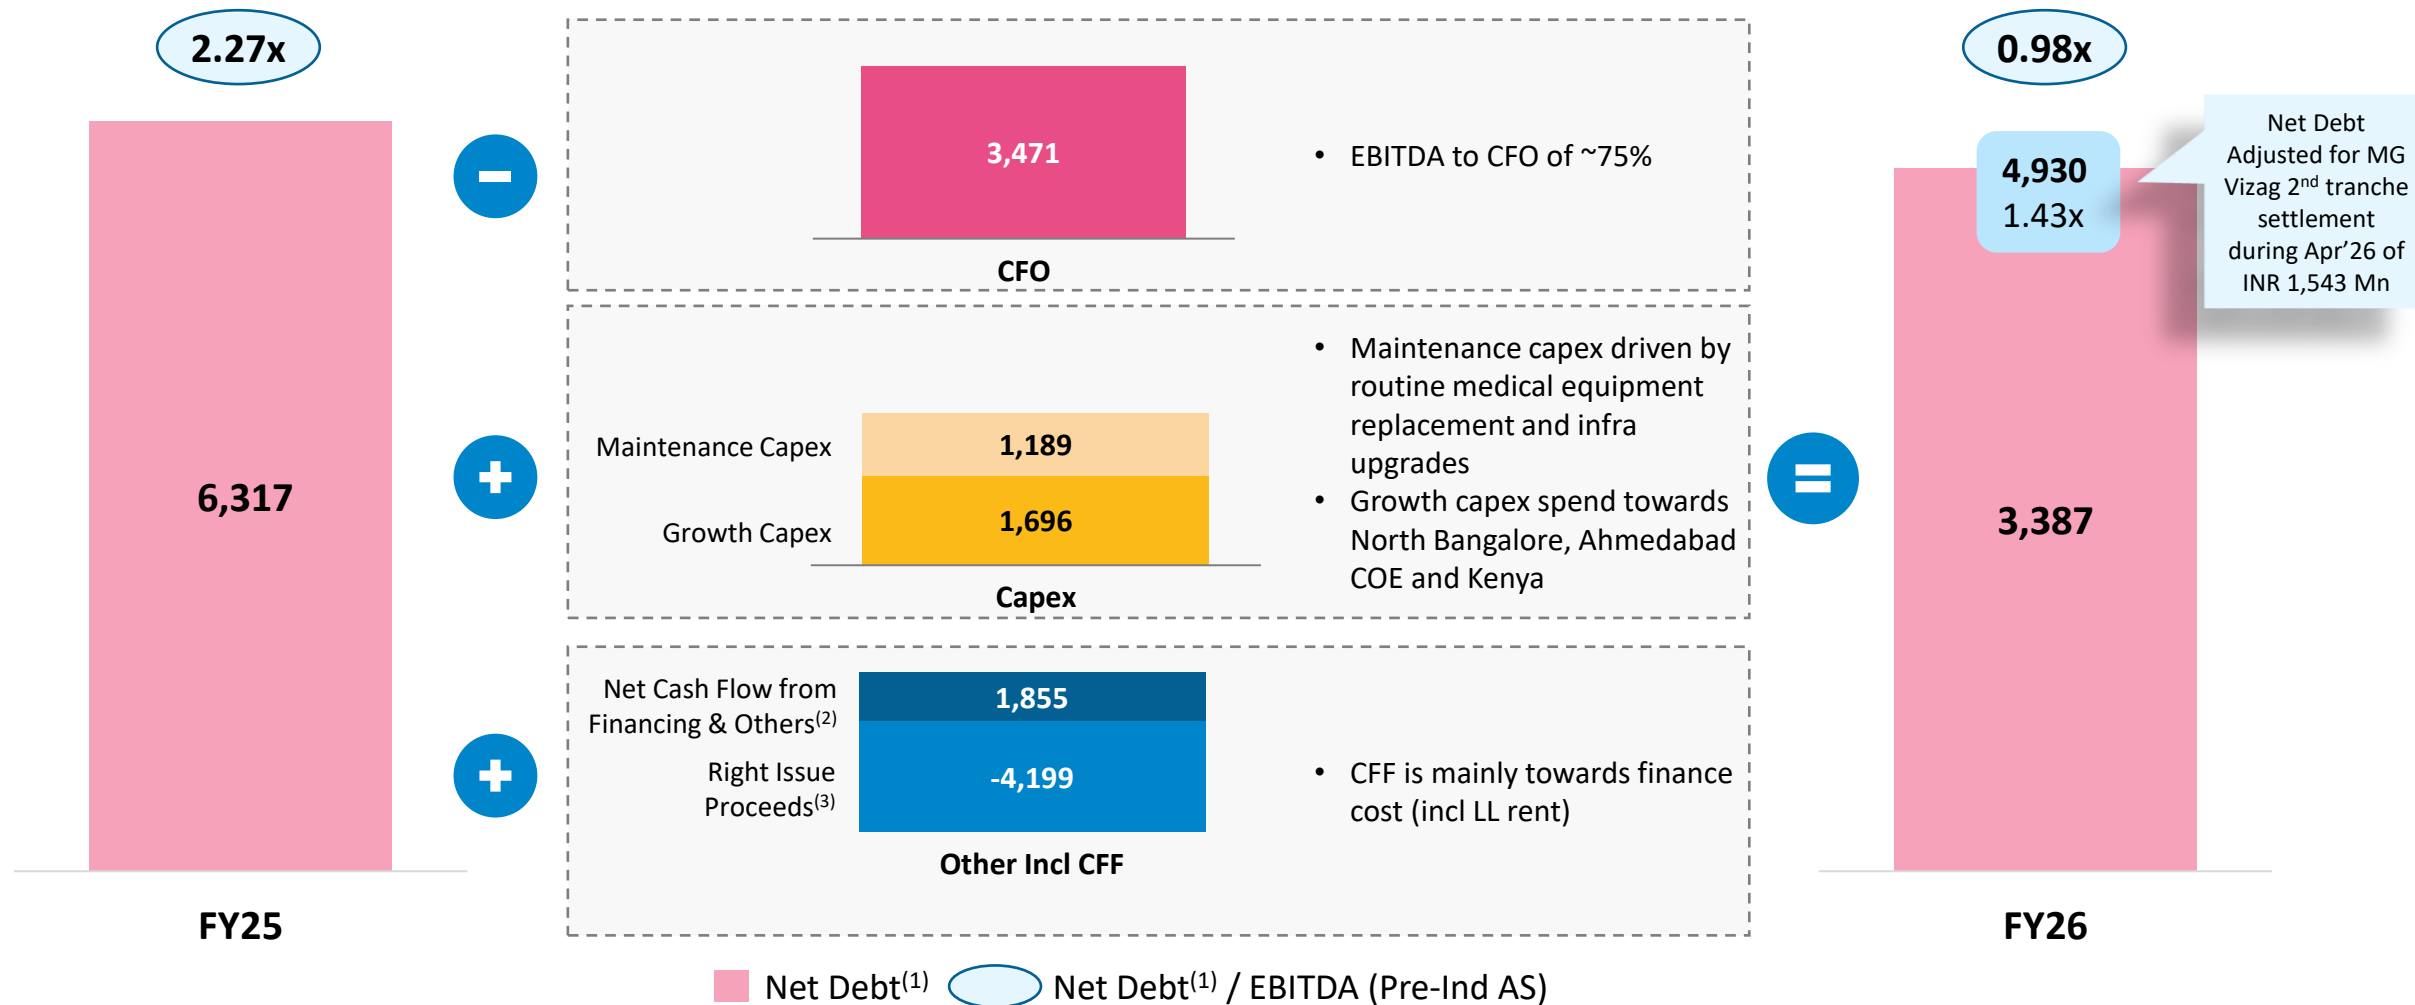 2.27x
6,317
FY25
3,471
CFO
• EBITDA to CFO of ~75%
Maintenance Capex
1,189
Growth Capex
1,696
Capex
• Maintenance capex driven by
routine medical equipment
replacement and infra
upgrades
• Growth capex spend towards
North Bangalore, Ahmedabad
COE and Kenya
Net Cash Flow from
Financing & Others(2)
1,855
Right Issue
Proceeds(3)
-4,199
Other Incl CFF
• CFF is mainly towards finance
cost (incl LL rent)
0.98x
4,930
1.43x
Net Debt
Adjusted for MG
Vizag 2nd tranche
settlement
during Apr’26 of
INR 1,543 Mn
3,387
FY26
Net Debt(1)
Net Debt(1) / EBITDA (Pre-Ind AS)